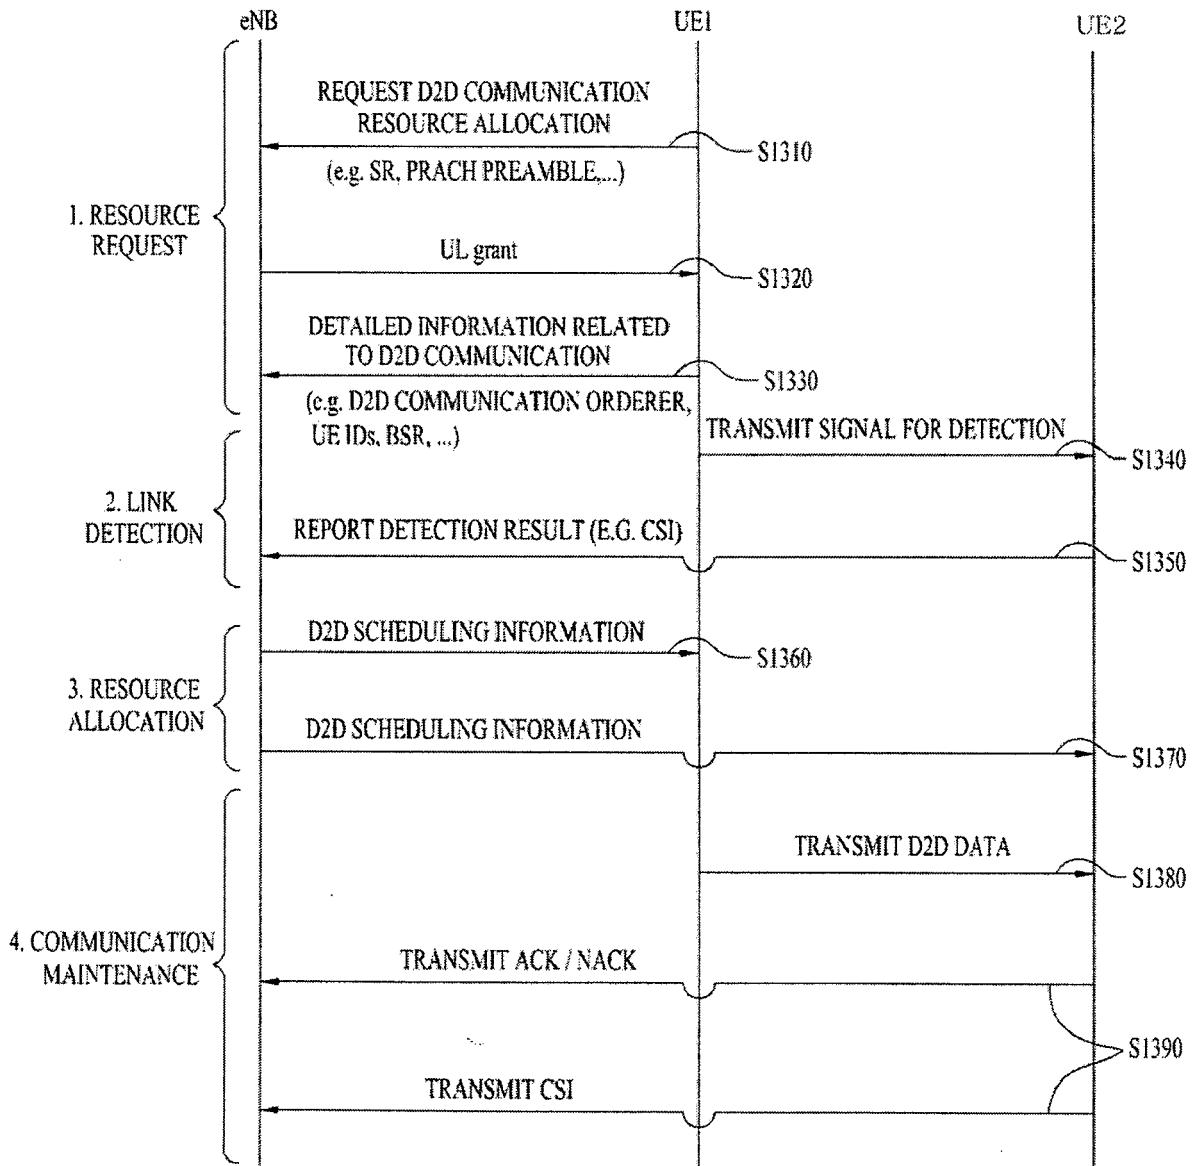 eNB
UE1
UE2
REQUEST D2D COMMUNICATION
RESOURCE ALLOCATION
S1310
(e.g. SR, PRACH PREAMBLE,...)
1. RESOURCE
REQUEST
UL grant
S1320
DETAILED INFORMATION RELATED
TO D2D COMMUNICATION
S1330
(e.g. D2D COMMUNICATION ORDERER,
UE IDs, BSR, ...)
TRANSMIT SIGNAL FOR DETECTION
S1340
2. LINK
DETECTION
REPORT DETECTION RESULT (E.G. CSI)
S1350
D2D SCHEDULING INFORMATION
S1360
3. RESOURCE
ALLOCATION
D2D SCHEDULING INFORMATION
S1370
TRANSMIT D2D DATA
S1380
4. COMMUNICATION
MAINTENANCE
TRANSMIT ACK / NACK
S1390
TRANSMIT CSI